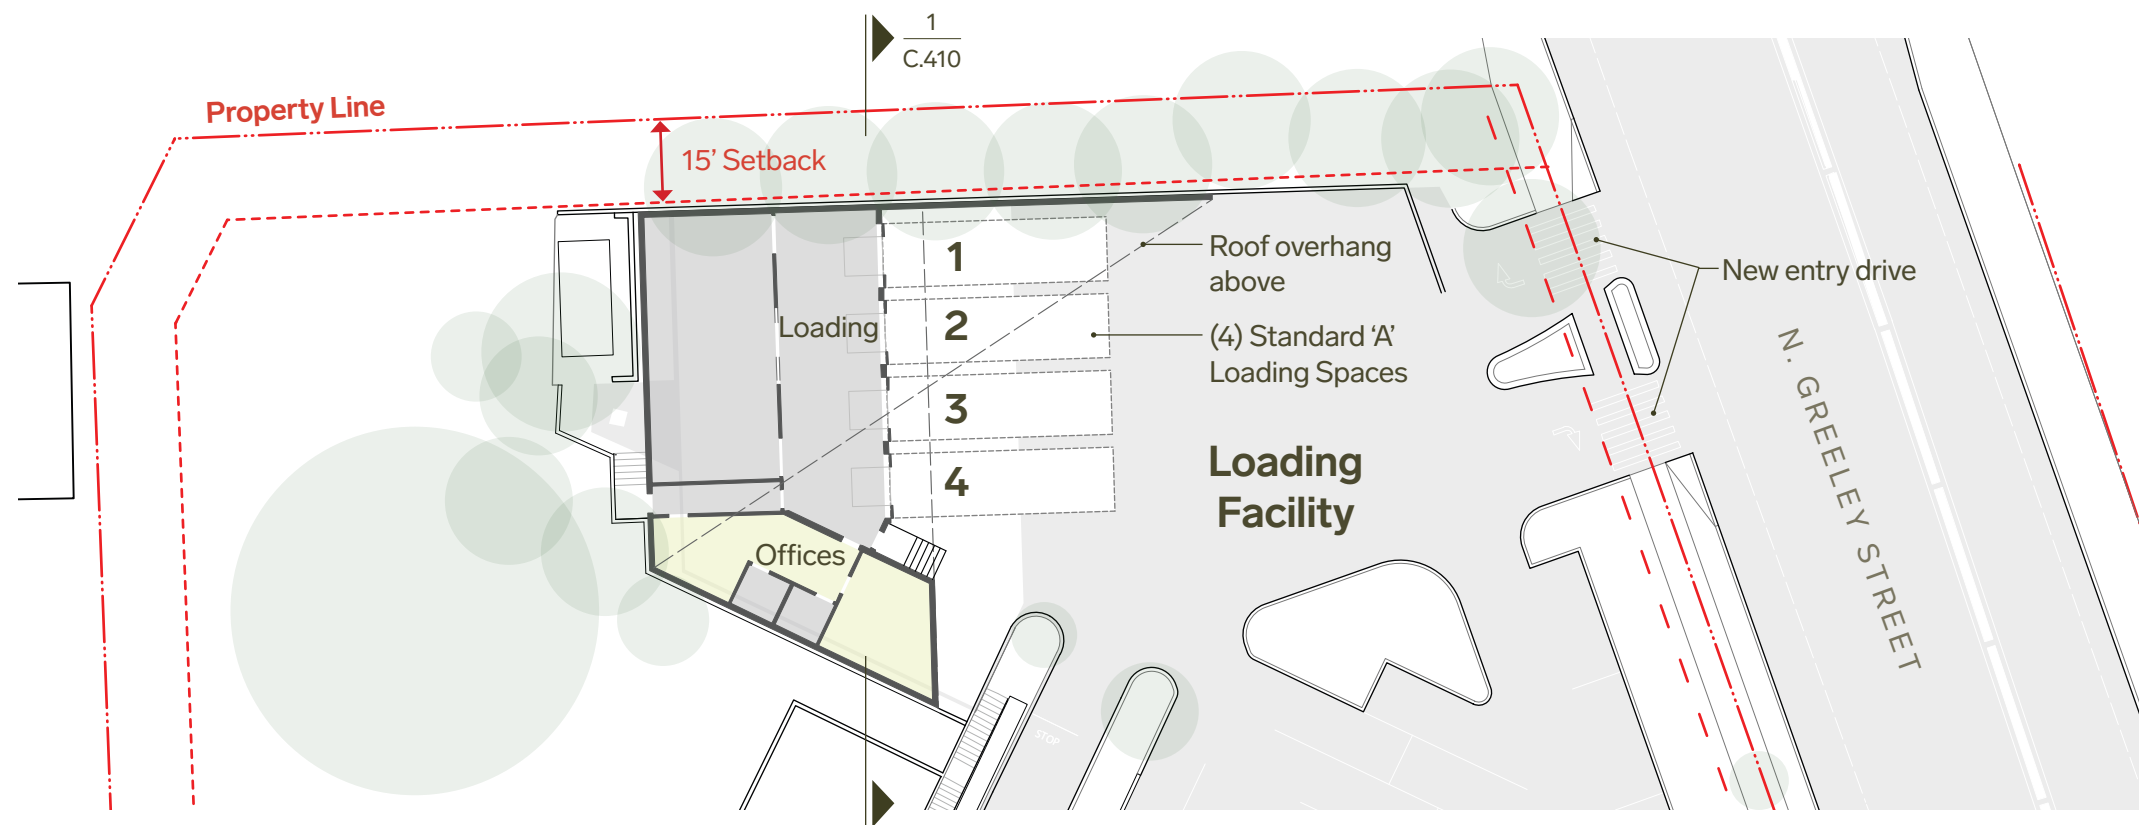 1
C.410
Property Line
15’ Setback
1
Roof overhang
above
New entry drive
Loading
2
(4) Standard ‘A’
Loading Spaces
3
N. GREELEY STREET
Loading
Facility
4
Offices
STOP